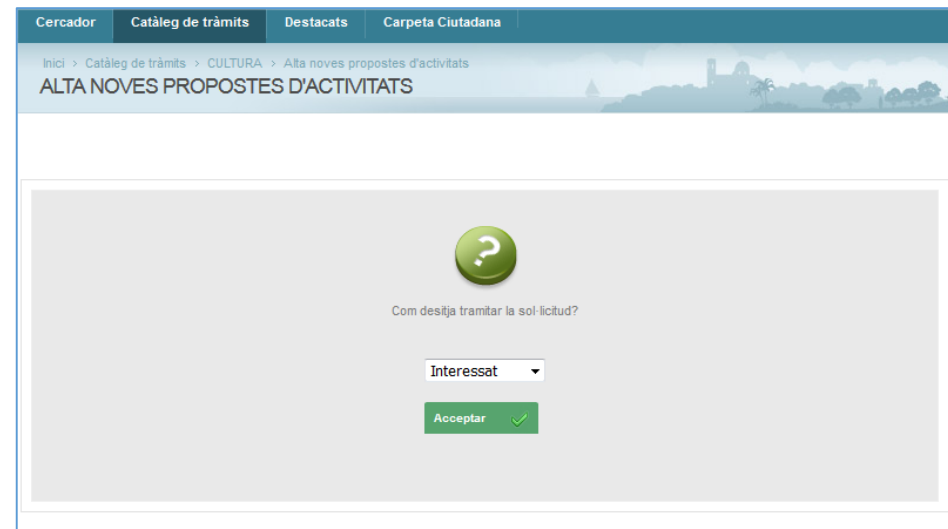 Cercador Catàleg de tràmits Destacats Carpeta Ciutadana
Inici > Catàleg de tràmits > CULTURA > Alta noves propostes d'activitats
ALTA NOVES PROPOSTES D'ACTIVITATS
?
Com desitja tramitar la sol·licitud?
Interessat
Acceptar